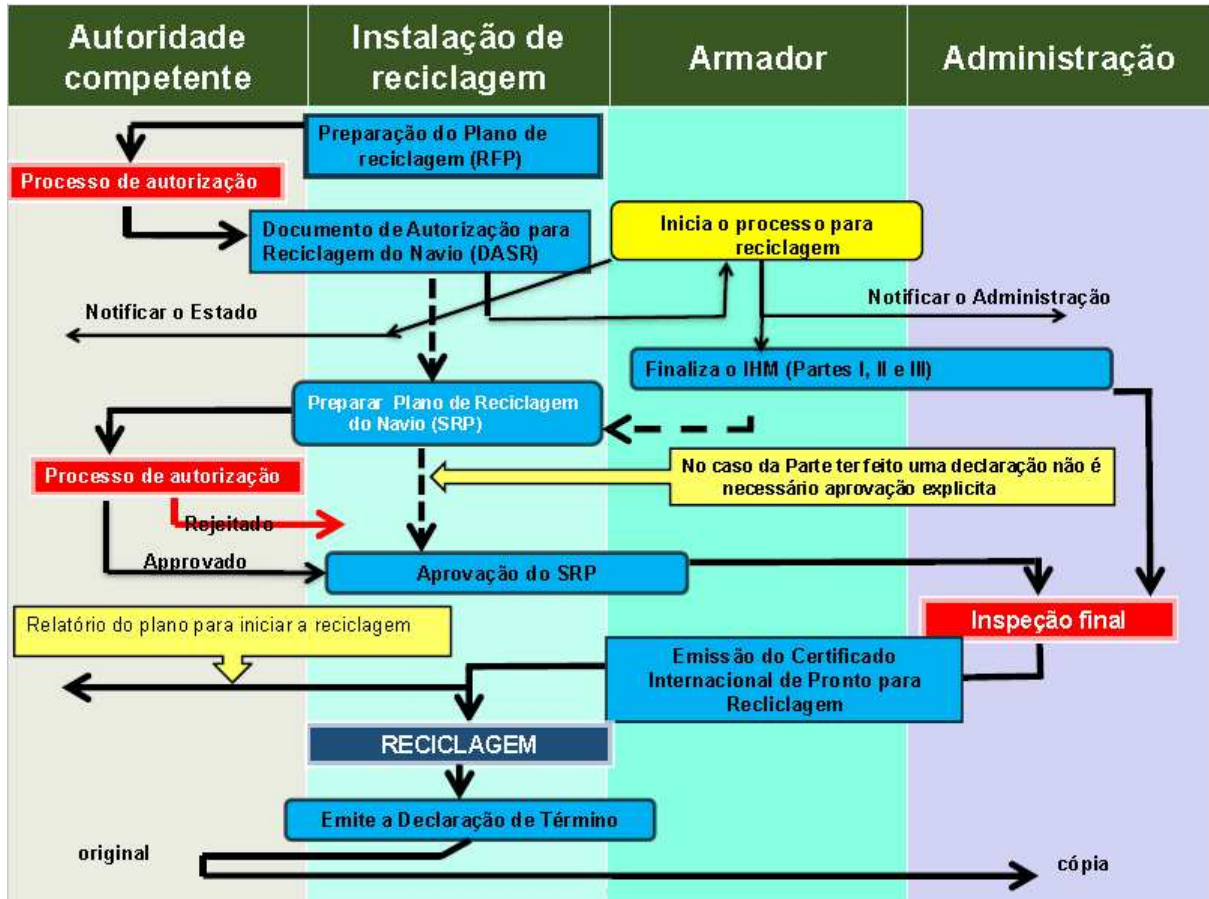 Autoridade
competente
Instalação de
reciclagem
Armador
Administração
Preparação do Plano de
reciclagem (RFP)
Processo de autorização
Documento de Autorização para
Reciclagem do Navio (DASR)
Inicia o processo para
reciclagem
Notificar o Estado
Notificar o Administração
Finaliza o IHM (Partes I, II e III)
Preparar Plano de Reciclagem
do Navio (SRP)
Processo de autorização
No caso da Parte ter feito uma declaração não é
necessário aprovação explicita
Rejeitado
Approvado
Aprovação do SRP
Relatório do plano para iniciar a reciclagem
Inspeção final
Emissão do Certificado
Internacional de Pronto para
Recliclagem
RECICLAGEM
Emite a Declaração de Término
original
cópia